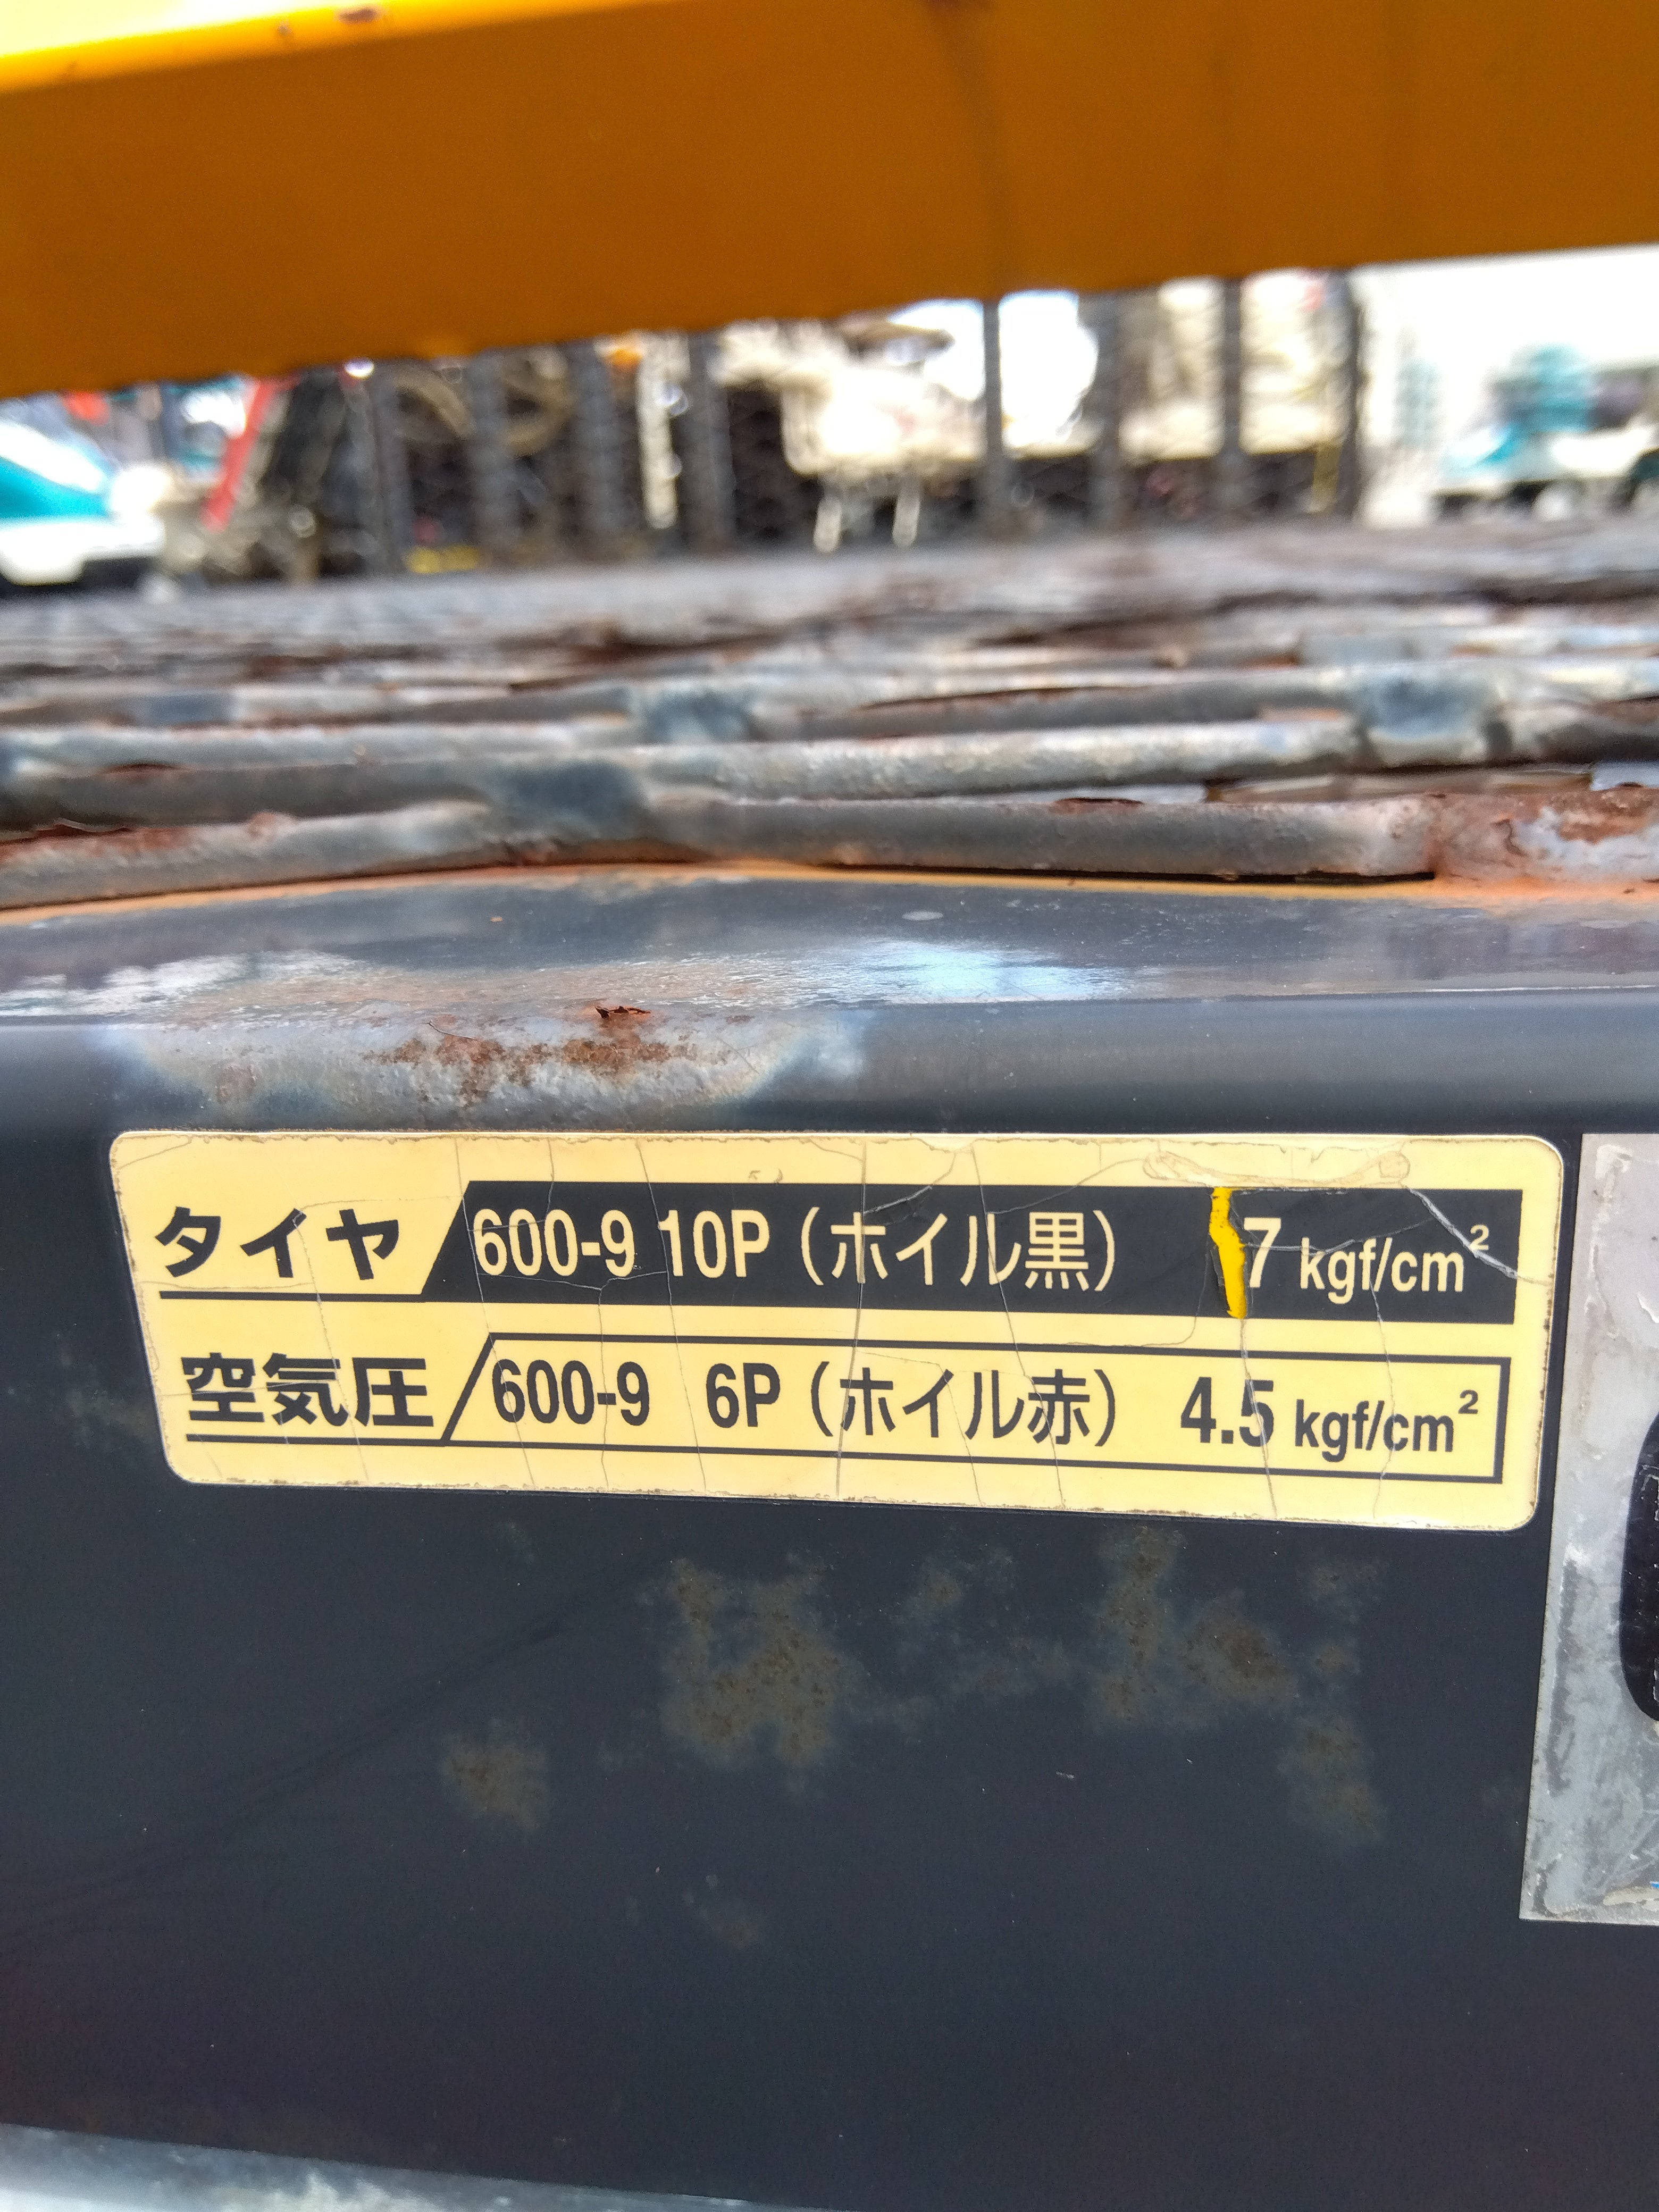 タイヤ 600-9 10P（ホイル黒） 7 kgf/cm²
空気圧 600-9 6P（ホイル赤） 4.5 kgf/cm²